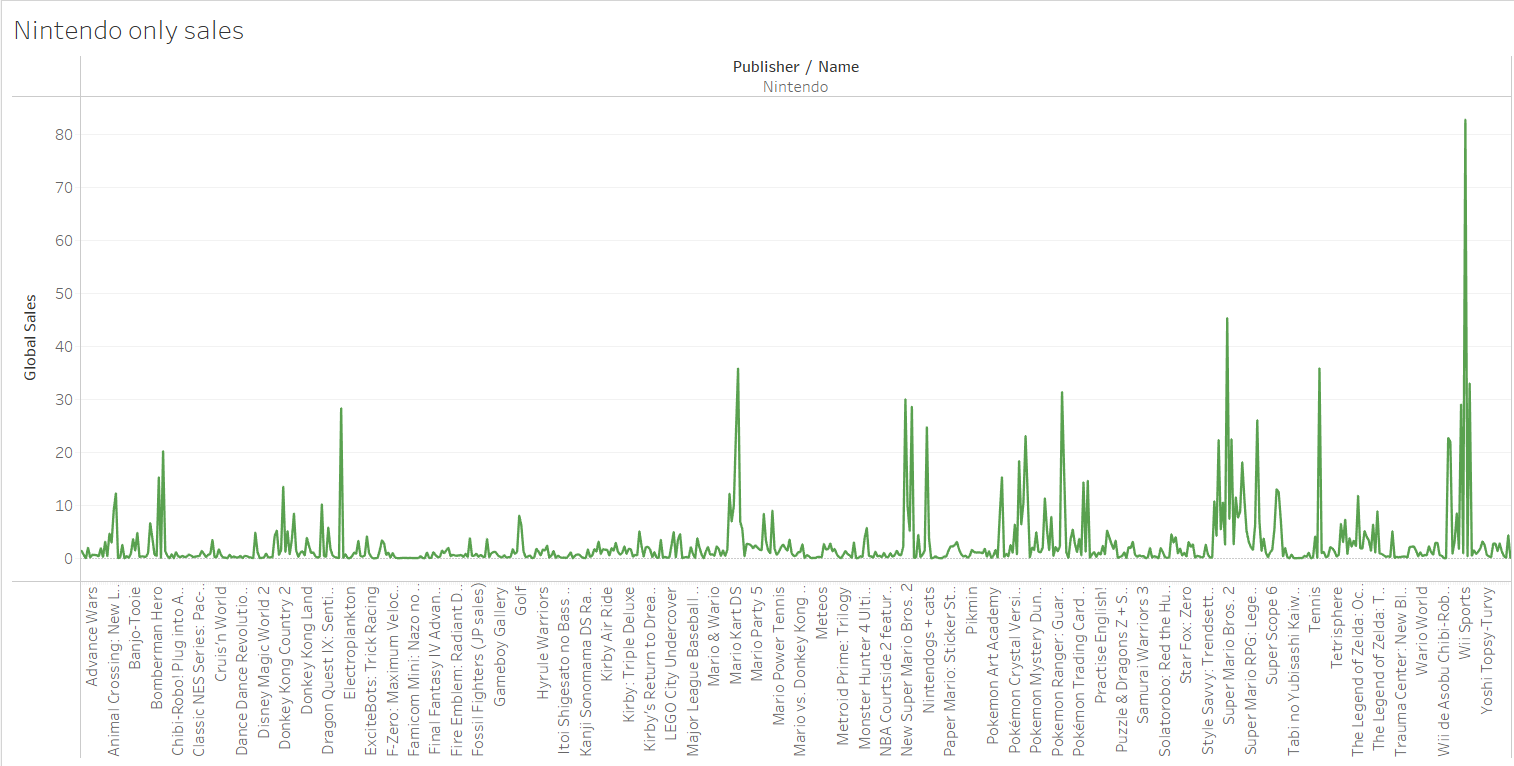 Nintendo only sales
Publisher / Name
Nintendo
Global Sales
80
70
60
50
40
30
20
10
0
Advance Wars
Animal Crossing: New L..
Banjo-Tooie
Bomberman Hero
Chibi-Robo! Plug into A..
Classic NES Series: Pac-..
Cruis'n World
Dance Dance Revolutio..
Disney Magic World 2
Donkey Kong Country 2
Donkey Kong Land
Dragon Quest IX: Senti..
Electroplankton
ExciteBots: Trick Racing
F-Zero: Maximum Veloc..
Famicom Mini: Nazo no ..
Final Fantasy IV Advan..
Fire Emblem: Radiant D..
Fossil Fighters (JP sales)
Gameboy Gallery
Golf
Hyrule Warriors
Itoi Shigesato no Bass ..
Kanji Sonomama DS Ra..
Kirby Air Ride
Kirby: Triple Deluxe
Kirby's Return to Drea..
LEGO City Undercover
Major League Baseball ..
Mario & Wario
Mario Kart DS
Mario Party 5
Mario Power Tennis
Mario vs. Donkey Kong ..
Meteos
Metroid Prime: Trilogy
Monster Hunter 4 Ulti..
NBA Courtside 2 featur..
New Super Mario Bros. 2
Nintendogs + cats
Paper Mario: Sticker St..
Pikmin
Pokemon Art Academy
Pokémon Crystal Versi..
Pokemon Mystery Dun..
Pokemon Ranger: Guar..
Pokémon Trading Card ..
Practise English!
Puzzle & Dragons Z + S..
Samurai Warriors 3
Solatorobo: Red the Hu..
Star Fox: Zero
Style Savvy: Trendsett..
Super Mario Bros. 2
Super Mario RPG: Lege..
Super Scope 6
Tabi no Yubisashi Kaiw..
Tennis
Tetrisphere
The Legend of Zelda: Oc..
The Legend of Zelda: T..
Trauma Center: New Bl..
Wario World
Wii de Asobu Chibi-Rob..
Wii Sports
Yoshi Topsy-Turvy